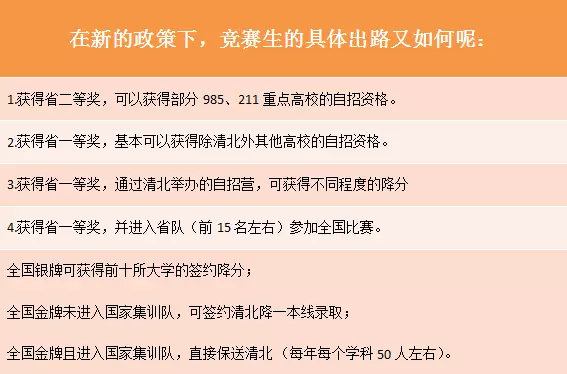 在新的政策下，竞赛生的具体出路又如何呢：
1.获得省二等奖，可以获得部分 985、211 重点高校的自招资格。
2.获得省一等奖，基本可以获得除清北外其他高校的自招资格。
3.获得省一等奖，通过清北举办的自招营，可获得不同程度的降分
4.获得省一等奖，并进入省队（前 15 名左右）参加全国比赛。
全国银牌可获得前十所大学的签约降分；
全国金牌未进入国家集训队，可签约清北降一本线录取；
全国金牌且进入国家集训队，直接保送清北（每年每个学科 50 人左右）。